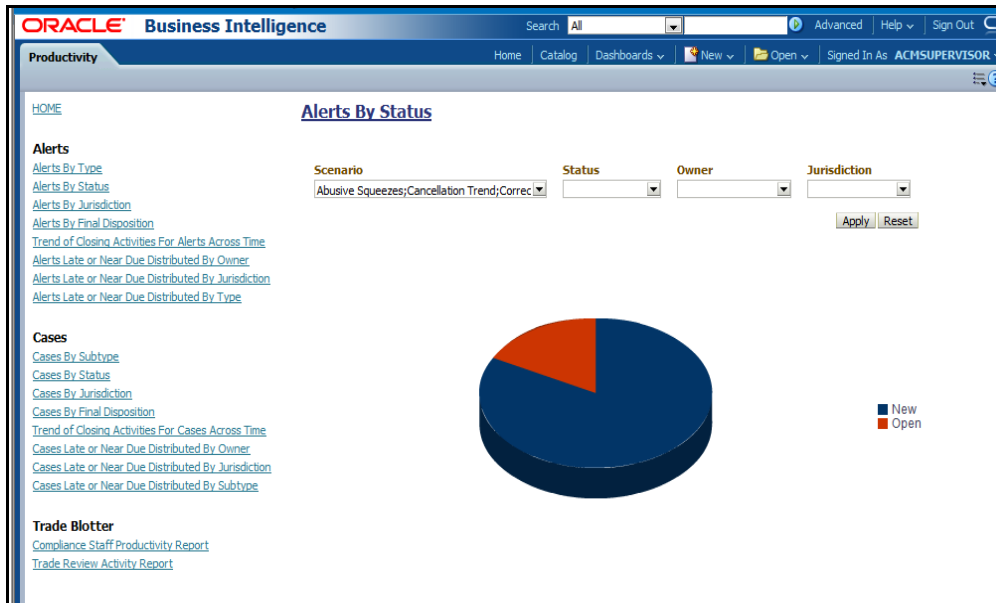 ORACLE Business Intelligence
Search All Advanced Help Sign Out
Productivity
Home Catalog Dashboards New Open Signed In As ACMSUPERVISOR
HOME
Alerts By Status
Alerts
Alerts By Type
Alerts By Status
Alerts By Jurisdiction
Alerts By Final Disposition
Trend of Closing Activities For Alerts Across Time
Alerts Late or Near Due Distributed By Owner
Alerts Late or Near Due Distributed By Jurisdiction
Alerts Late or Near Due Distributed By Type
Scenario Status Owner Jurisdiction
Abusive Squeezes;Cancellation Trend;Correc
Apply Reset
Cases
Cases By Subtype
Cases By Status
Cases By Jurisdiction
Cases By Final Disposition
Trend of Closing Activities For Cases Across Time
Cases Late or Near Due Distributed By Owner
Cases Late or Near Due Distributed By Jurisdiction
Cases Late or Near Due Distributed By Subtype
New
Open
Trade Blotter
Compliance Staff Productivity Report
Trade Review Activity Report